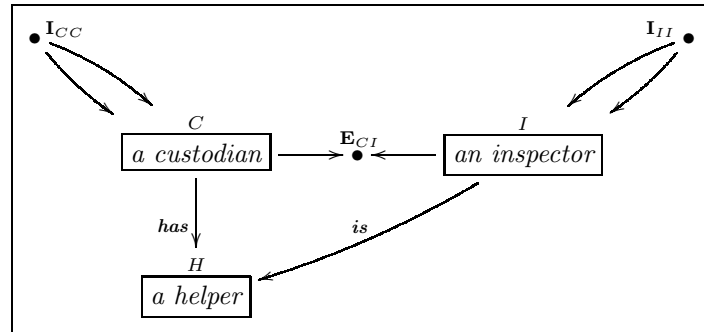 I_CC
I_II
C
a custodian
E_CI
I
an inspector
has
is
H
a helper